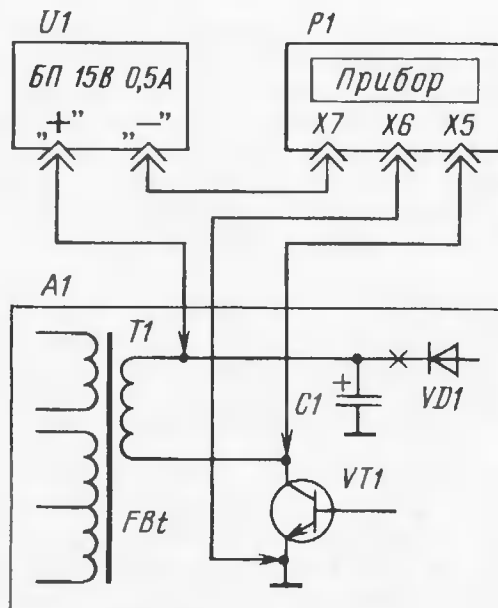 U1
P1
БП 15В 0,5А
Прибор
„+” „—”
X7 X6 X5
A1
T1
+
C1
VD1
VT1
FBt